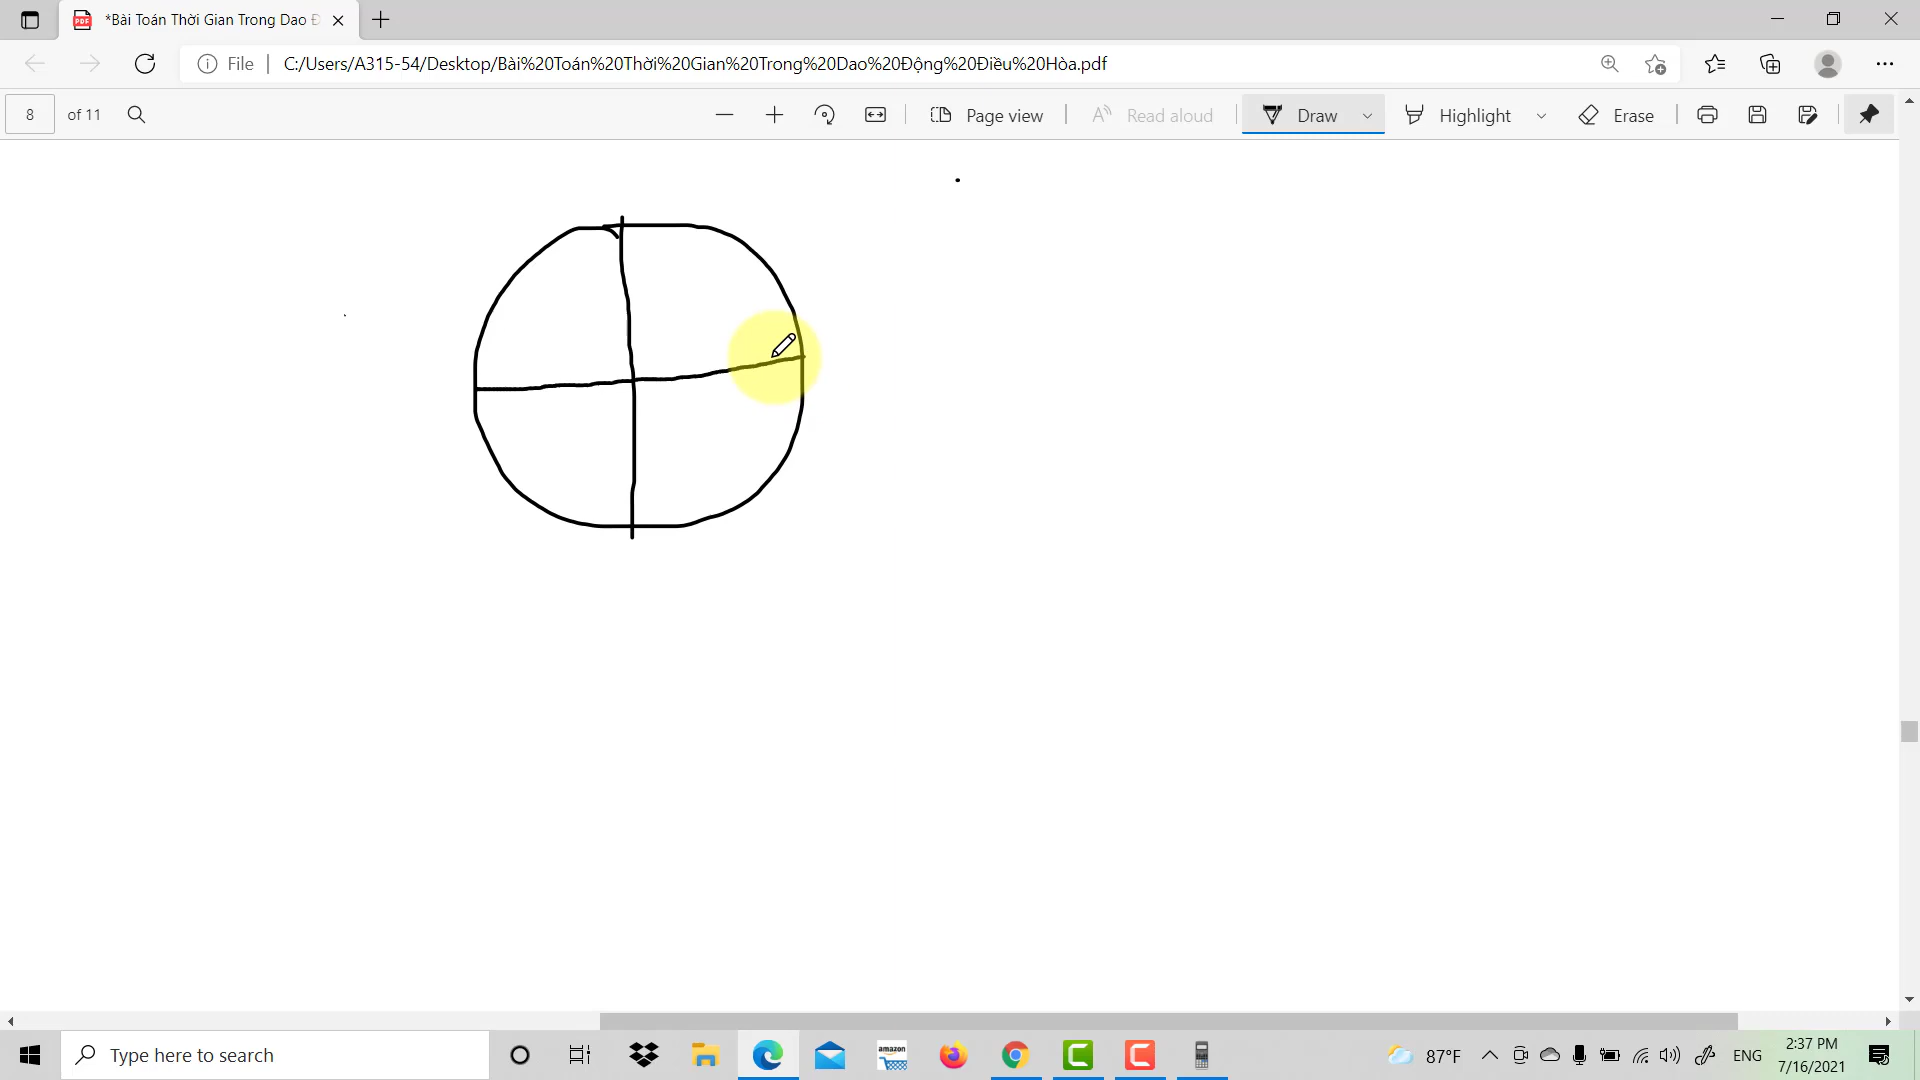 *Bài Toán Thời Gian Trong Dao Đ
File
C:/Users/A315-54/Desktop/Bài%20Toán%20Thời%20Gian%20Trong%20Dao%20Động%20Điều%20Hòa.pdf
8 of 11
Page view
Read aloud
Draw
Highlight
Erase
Type here to search
amazon
87°F
ENG
2:37 PM
7/16/2021